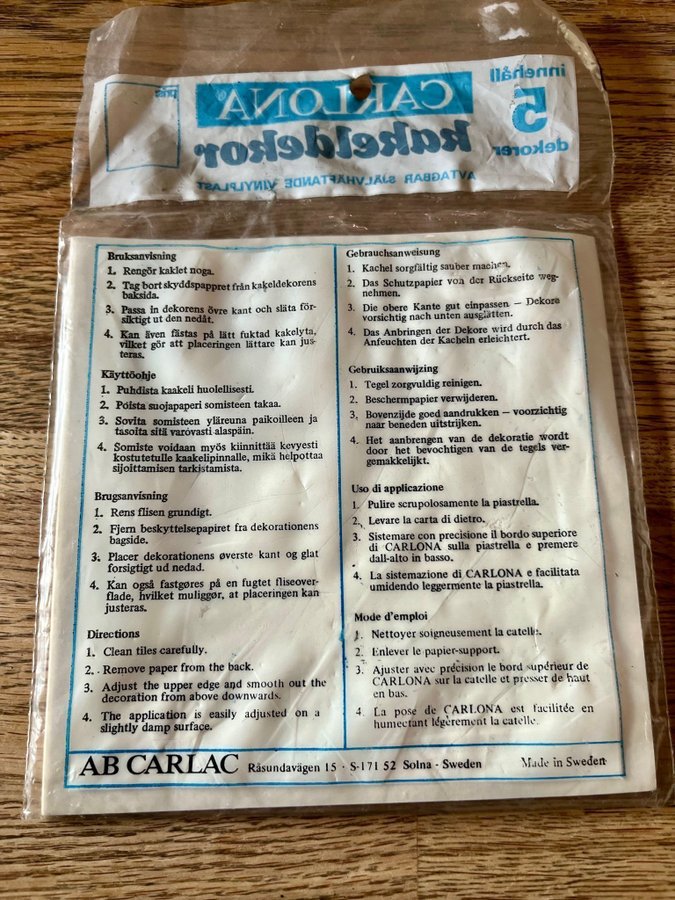 innehåll
5
dekorer
CARLONA®
pris
kakeldekor
AVTAGBAR SJÄLVHÄFTANDE VINYLPLAST
Bruksanvisning
1. Rengör kaklet noga.
2. Tag bort skyddspappret från kakeldekorens
baksida.
3. Passa in dekorens övre kant och släta för-
siktigt ut den nedåt.
4. Kan även fästas på lätt fuktad kakelyta,
vilket gör att placeringen lättare kan jus-
teras.
Käyttöohje
1. Puhdista kaakeli huolellisesti.
2. Poista suojapaperi somisteen takaa.
3. Sovita somisteen yläreuna paikoilleen ja
tasoita sitä varovasti alaspäin.
4. Somiste voidaan myös kiinnittää kevyesti
kostutetulle kaakelipinnalle, mikä helpottaa
sijoittamisen tarkistamista.
Brugsanvisning
1. Rens flisen grundigt.
2. Fjern beskyttelsepapiret fra dekorationens
bagside.
3. Placer dekorationens øverste kant og glat
forsigtigt ud nedad.
4. Kan også fastgøres på en fugtet fliseover-
flade, hvilket muliggør, at placeringen kan
justeras.
Directions
1. Clean tiles carefully.
2. Remove paper from the back.
3. Adjust the upper edge and smooth out the
decoration from above downwards.
4. The application is easily adjusted on a
slightly damp surface.
Gebrauchsanweisung
1. Kachel sorgfältig sauber machen.
2. Das Schutzpapier von der Rückseite weg-
nehmen.
3. Die obere Kante gut einpassen – Dekore
vorsichtig nach unten ausglätten.
4. Das Anbringen der Dekore wird durch das
Anfeuchten der Kacheln erleichtert.
Gebruiksaanwijzing
1. Tegel zorgvuldig reinigen.
2. Beschermpapier verwijderen.
3. Bovenzijde goed aandrukken – voorzichtig
naar beneden uitstrijken.
4. Het aanbrengen van de dekoratie wordt
door het bevochtigen van de tegels ver-
gemakkelijkt.
Uso di applicazione
1. Pulire scrupolosamente la piastrella.
2. Levare la carta di dietro.
3. Sistemare con precisione il bordo superiore
di CARLONA sulla piastrella e premere
dall-alto in basso.
4. La sistemazione di CARLONA e facilitata
umidendo leggermente la piastrella.
Mode d'emploi
1. Nettoyer soigneusement la catelle.
2. Enlever le papier-support.
3. Ajuster avec précision le bord supérieur de
CARLONA sur la catelle et presser de haut
en bas.
4. La pose de CARLONA est facilitée en
humectant légèrement la catelle.
AB CARLAC Råsundavägen 15 · S-171 52 Solna - Sweden Made in Sweden